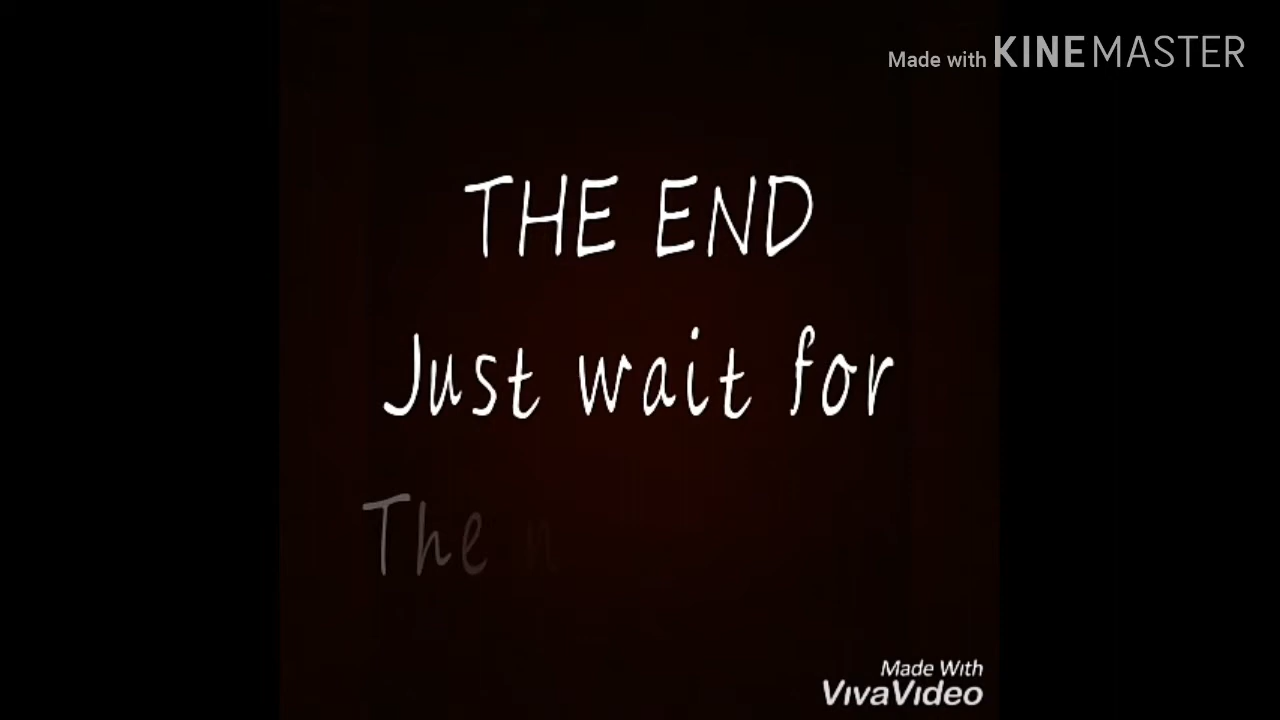 Made with KINEMASTER
THE END
Just wait for
The n
Made With
VivaVideo